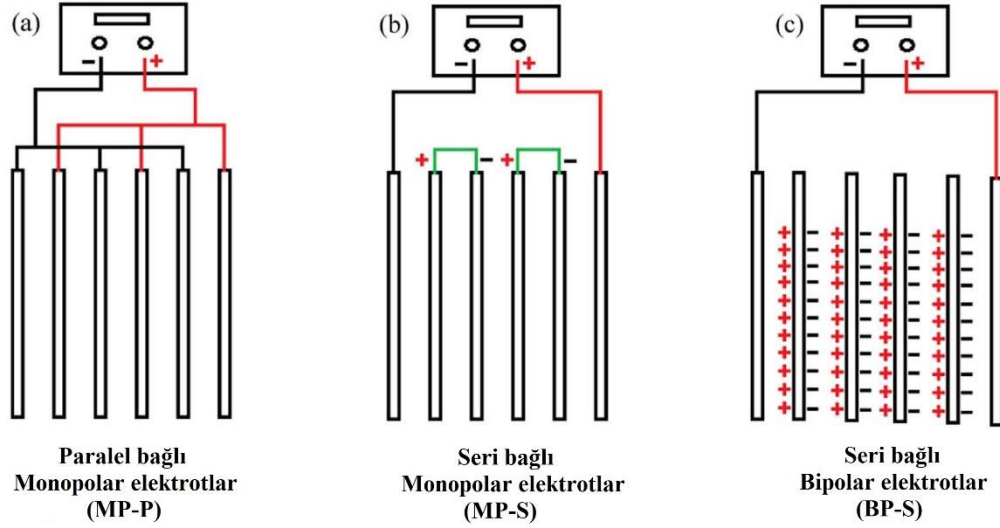 (a)
- +
Paralel bağlı
Monopolar elektrotlar
(MP-P)
(b)
- +
+ - + -
Seri bağlı
Monopolar elektrotlar
(MP-S)
(c)
- +
+ - + - + - + -
+ - + - + - + -
+ - + - + - + -
+ - + - + - + -
+ - + - + - + -
+ - + - + - + -
+ - + - + - + -
+ - + - + - + -
+ - + - + - + -
+ - + - + - + -
+ - + - + - + -
Seri bağlı
Bipolar elektrotlar
(BP-S)